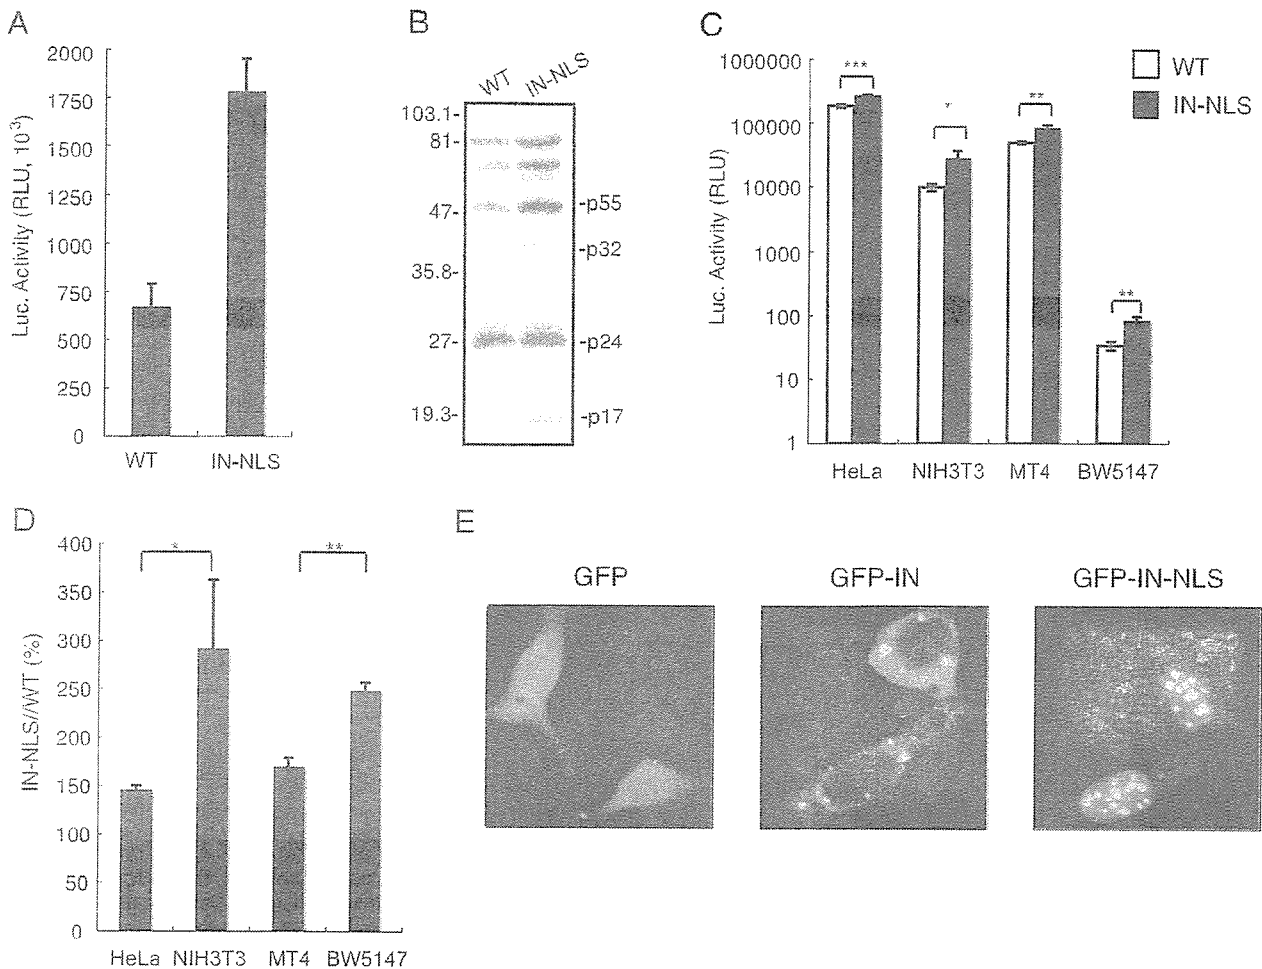 A
Luc. Activity (RLU, 10³)
2000
1750
1500
1250
1000
750
500
250
0
WT
IN-NLS
B
WT
IN-NLS
103.1-
81-
47-
35.8-
27-
19.3-
-p55
-p32
-p24
-p17
C
Luc. Activity (RLU)
1000000
100000
10000
1000
100
10
1
***
*
**
**
WT
IN-NLS
HeLa
NIH3T3
MT4
BW5147
D
IN-NLS//WT (%)
400
350
300
250
200
150
100
50
0
*
**
HeLa
NIH3T3
MT4
BW5147
E
GFP
GFP-IN
GFP-IN-NLS